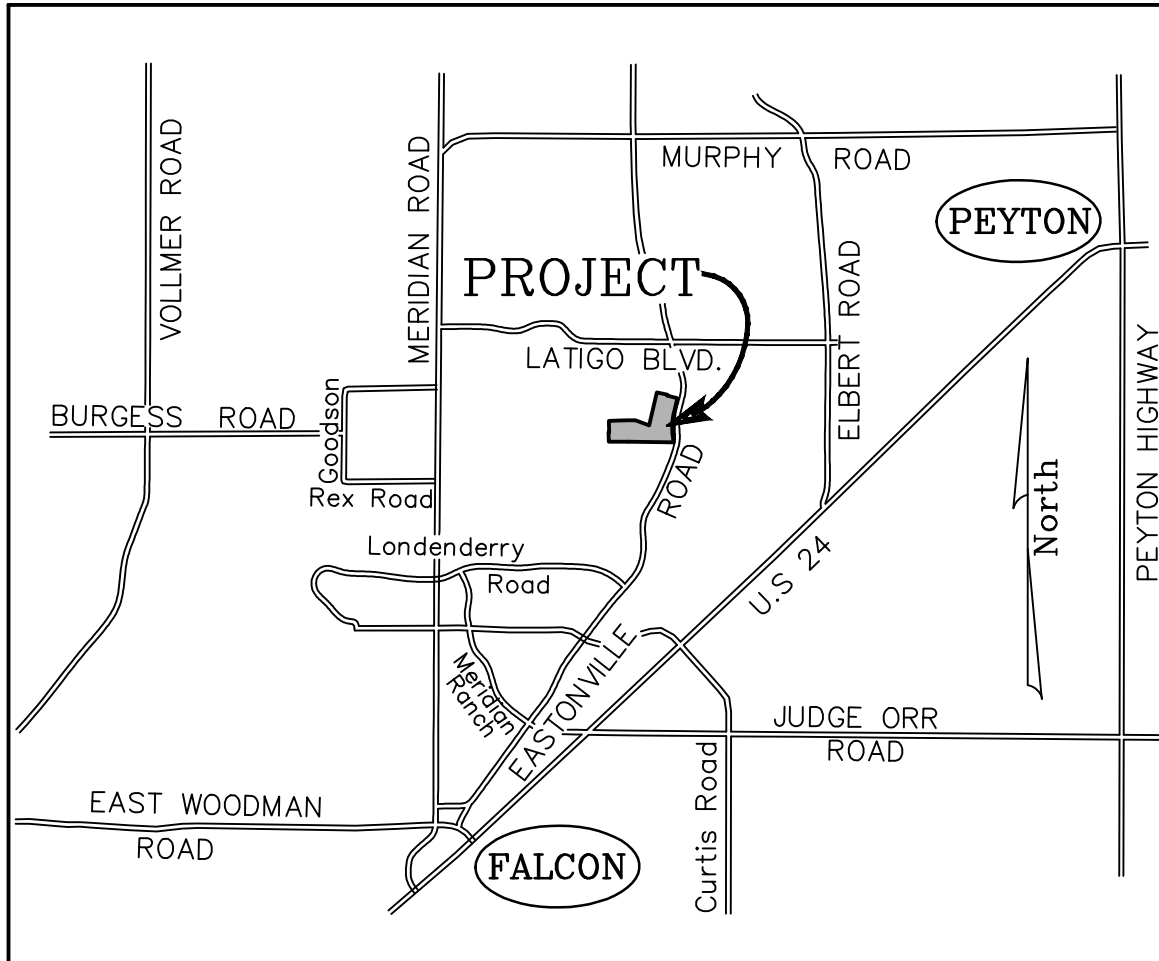 VOLLMER ROAD
MERIDIAN ROAD
MURPHY ROAD
PEYTON
PROJECT
ELBERT ROAD
LATIGO BLVD.
PEYTON HIGHWAY
BURGESS ROAD
Goodson
Rex Road
ROAD
North
Londenderry
Road
U.S 24
Meridian
Ranch
EASTONVILLE
JUDGE ORR
ROAD
Curtis Road
EAST WOODMAN
ROAD
FALCON